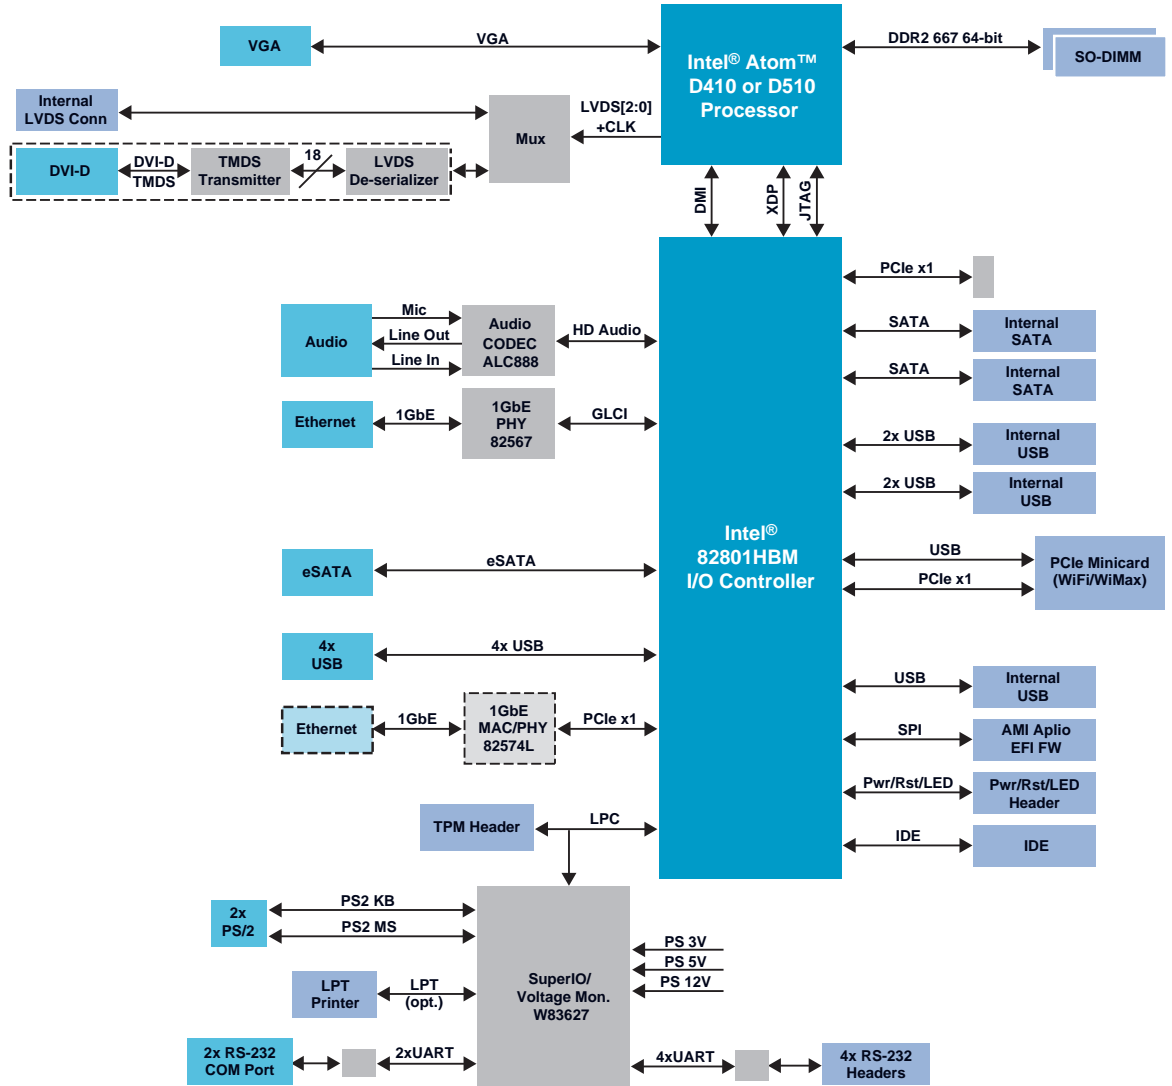 VGA
VGA
Intel® Atom™
D410 or D510
Processor
DDR2 667 64-bit
SO-DIMM
Internal
LVDS Conn
Mux
LVDS[2:0]
+CLK
DVI-D
DVI-D
TMDS
TMDS
Transmitter
18
LVDS
De-serializer
DMI
XDP
JTAG
Intel®
82801HBM
I/O Controller
Audio
Mic
Line Out
Line In
Audio
CODEC
ALC888
HD Audio
Ethernet
1GbE
1GbE
PHY
82567
GLCI
eSATA
eSATA
4x
USB
4x USB
Ethernet
1GbE
1GbE
MAC/PHY
82574L
PCIe x1
TPM Header
LPC
PCIe x1
SATA
Internal
SATA
SATA
Internal
SATA
2x USB
Internal
USB
2x USB
Internal
USB
USB
PCIe x1
PCIe Minicard
(WiFi/WiMax)
USB
Internal
USB
SPI
AMI Aplio
EFI FW
Pwr/Rst/LED
Pwr/Rst/LED
Header
IDE
IDE
2x
PS/2
PS2 KB
PS2 MS
LPT
Printer
LPT
(opt.)
SuperIO/
Voltage Mon.
W83627
PS 3V
PS 5V
PS 12V
2x RS-232
COM Port
2xUART
4xUART
4x RS-232
Headers